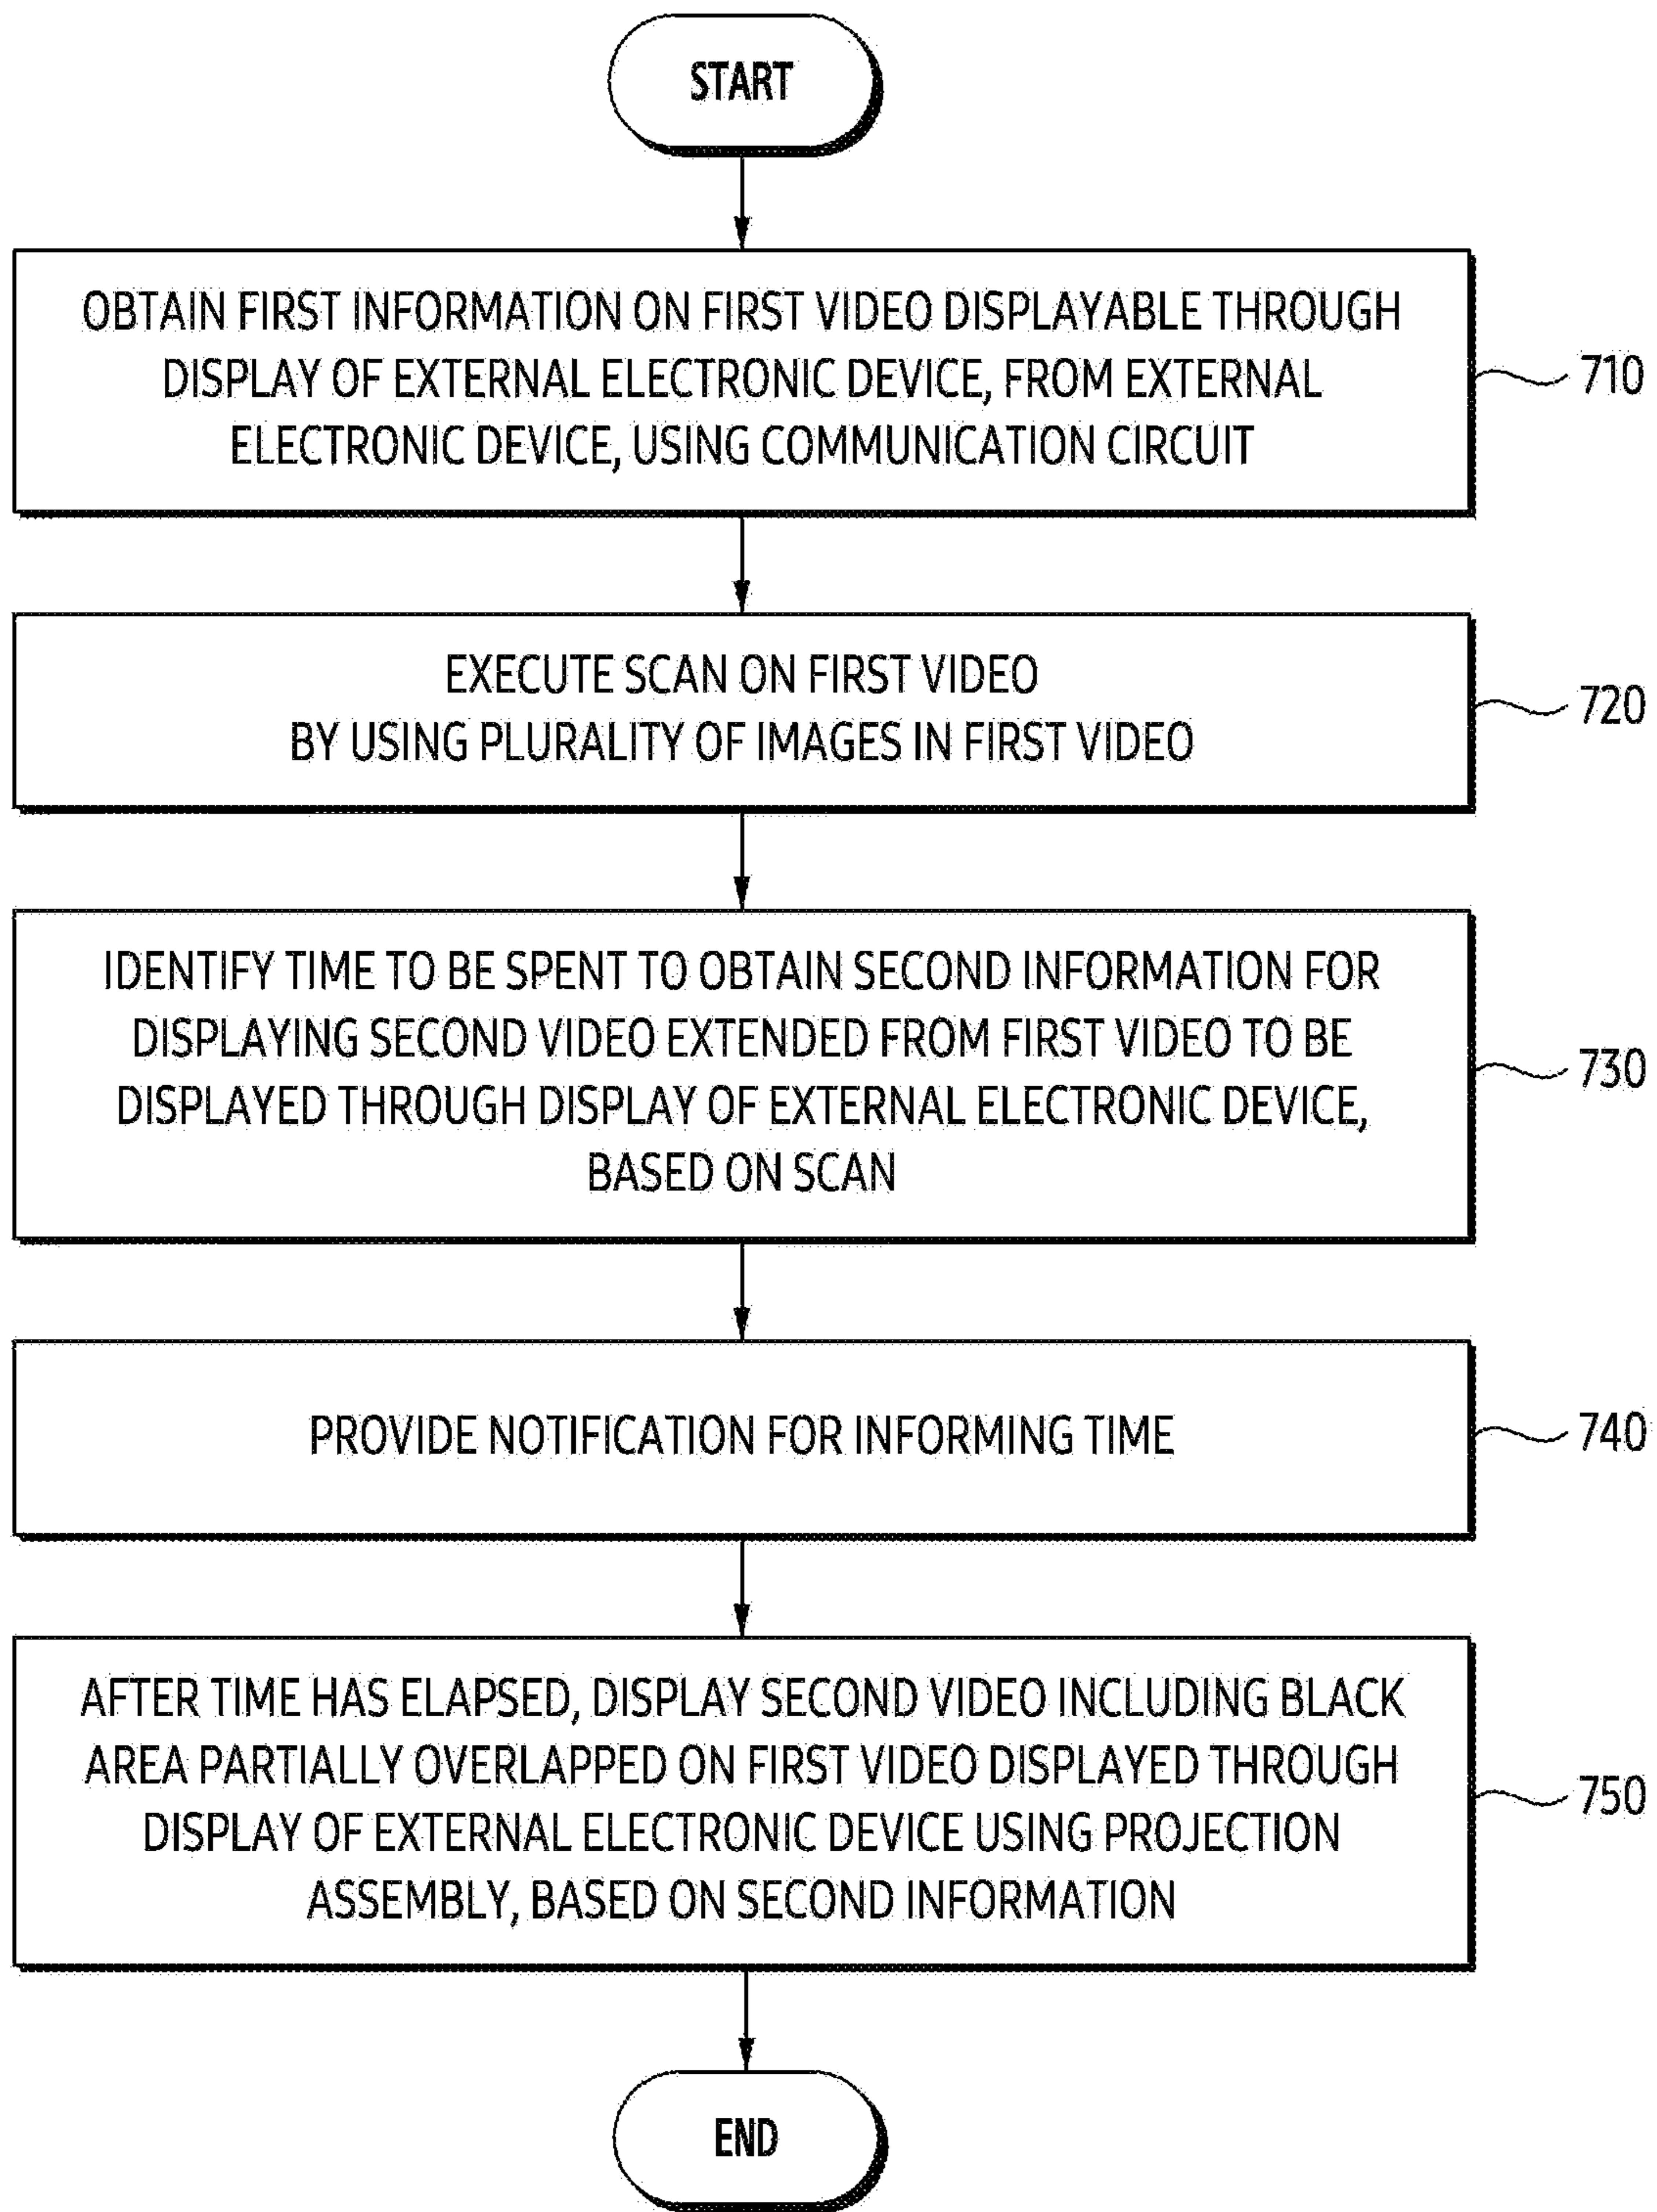 START
OBTAIN FIRST INFORMATION ON FIRST VIDEO DISPLAYABLE THROUGH
DISPLAY OF EXTERNAL ELECTRONIC DEVICE, FROM EXTERNAL
ELECTRONIC DEVICE, USING COMMUNICATION CIRCUIT
710
EXECUTE SCAN ON FIRST VIDEO
BY USING PLURALITY OF IMAGES IN FIRST VIDEO
720
IDENTIFY TIME TO BE SPENT TO OBTAIN SECOND INFORMATION FOR
DISPLAYING SECOND VIDEO EXTENDED FROM FIRST VIDEO TO BE
DISPLAYED THROUGH DISPLAY OF EXTERNAL ELECTRONIC DEVICE,
BASED ON SCAN
730
PROVIDE NOTIFICATION FOR INFORMING TIME
740
AFTER TIME HAS ELAPSED, DISPLAY SECOND VIDEO INCLUDING BLACK
AREA PARTIALLY OVERLAPPED ON FIRST VIDEO DISPLAYED THROUGH
DISPLAY OF EXTERNAL ELECTRONIC DEVICE USING PROJECTION
ASSEMBLY, BASED ON SECOND INFORMATION
750
END